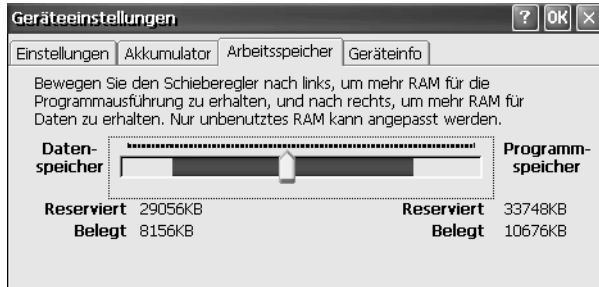 Geräteeinstellungen ? OK ×
Einstellungen Akkumulator Arbeitsspeicher Geräteinfo
Bewegen Sie den Schieberegler nach links, um mehr RAM für die
Programmausführung zu erhalten, und nach rechts, um mehr RAM für
Daten zu erhalten. Nur unbenutztes RAM kann angepasst werden.
Daten-
speicher
Programm-
speicher
Reserviert 29056KB Reserviert 33748KB
Belegt 8156KB Belegt 10676KB